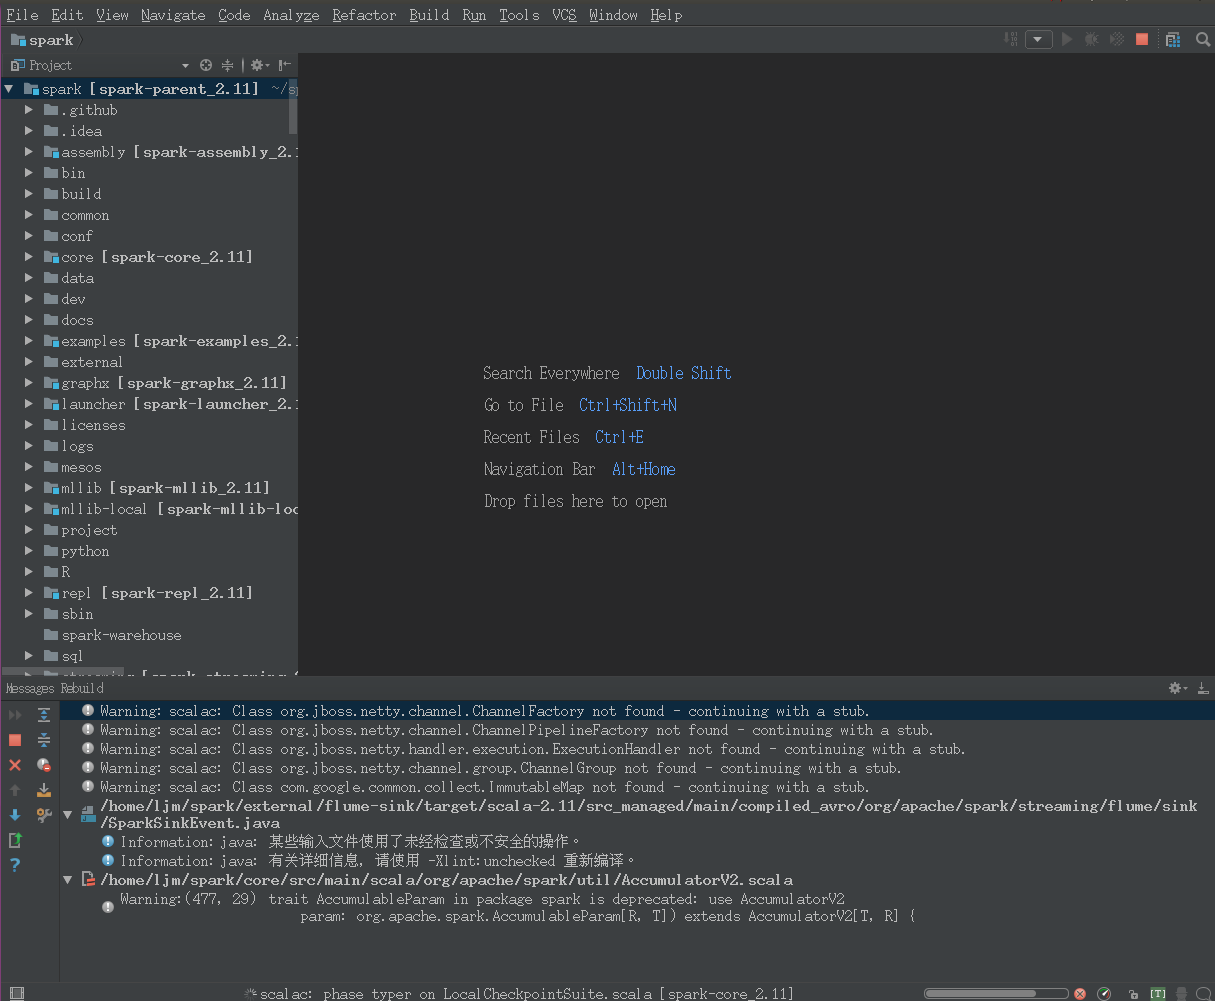 File Edit View Navigate Code Analyze Refactor Build Run Tools VCS Window Help
spark
Project
spark [spark-parent_2.11] ~/sp
.github
.idea
assembly [spark-assembly_2.1
bin
build
common
conf
core [spark-core_2.11]
data
dev
docs
examples [spark-examples_2.1
external
graphx [spark-graphx_2.11]
launcher [spark-launcher_2.1
licenses
logs
mesos
mllib [spark-mllib_2.11]
mllib-local [spark-mllib-loc
project
python
R
repl [spark-repl_2.11]
sbin
spark-warehouse
sql
Search Everywhere Double Shift
Go to File Ctrl+Shift+N
Recent Files Ctrl+E
Navigation Bar Alt+Home
Drop files here to open
Messages Rebuild
Warning: scalac: Class org.jboss.netty.channel.ChannelFactory not found - continuing with a stub.
Warning: scalac: Class org.jboss.netty.channel.ChannelPipelineFactory not found - continuing with a stub.
Warning: scalac: Class org.jboss.netty.handler.execution.ExecutionHandler not found - continuing with a stub.
Warning: scalac: Class org.jboss.netty.channel.group.ChannelGroup not found - continuing with a stub.
Warning: scalac: Class com.google.common.collect.ImmutableMap not found - continuing with a stub.
/home/ljm/spark/external/flume-sink/target/scala-2.11/src_managed/main/compiled_avro/org/apache/spark/streaming/flume/sink
/SparkSinkEvent.java
Information: java: 某些输入文件使用了未经检查或不安全的操作。
Information: java: 有关详细信息, 请使用 -Xlint:unchecked 重新编译。
/home/ljm/spark/core/src/main/scala/org/apache/spark/util/AccumulatorV2.scala
Warning:(477, 29) trait AccumulableParam in package spark is deprecated: use AccumulatorV2
param: org.apache.spark.AccumulableParam[R, T]) extends AccumulatorV2[T, R] {
scalac: phase typer on LocalCheckpointSuite.scala [spark-core_2.11]
[T]